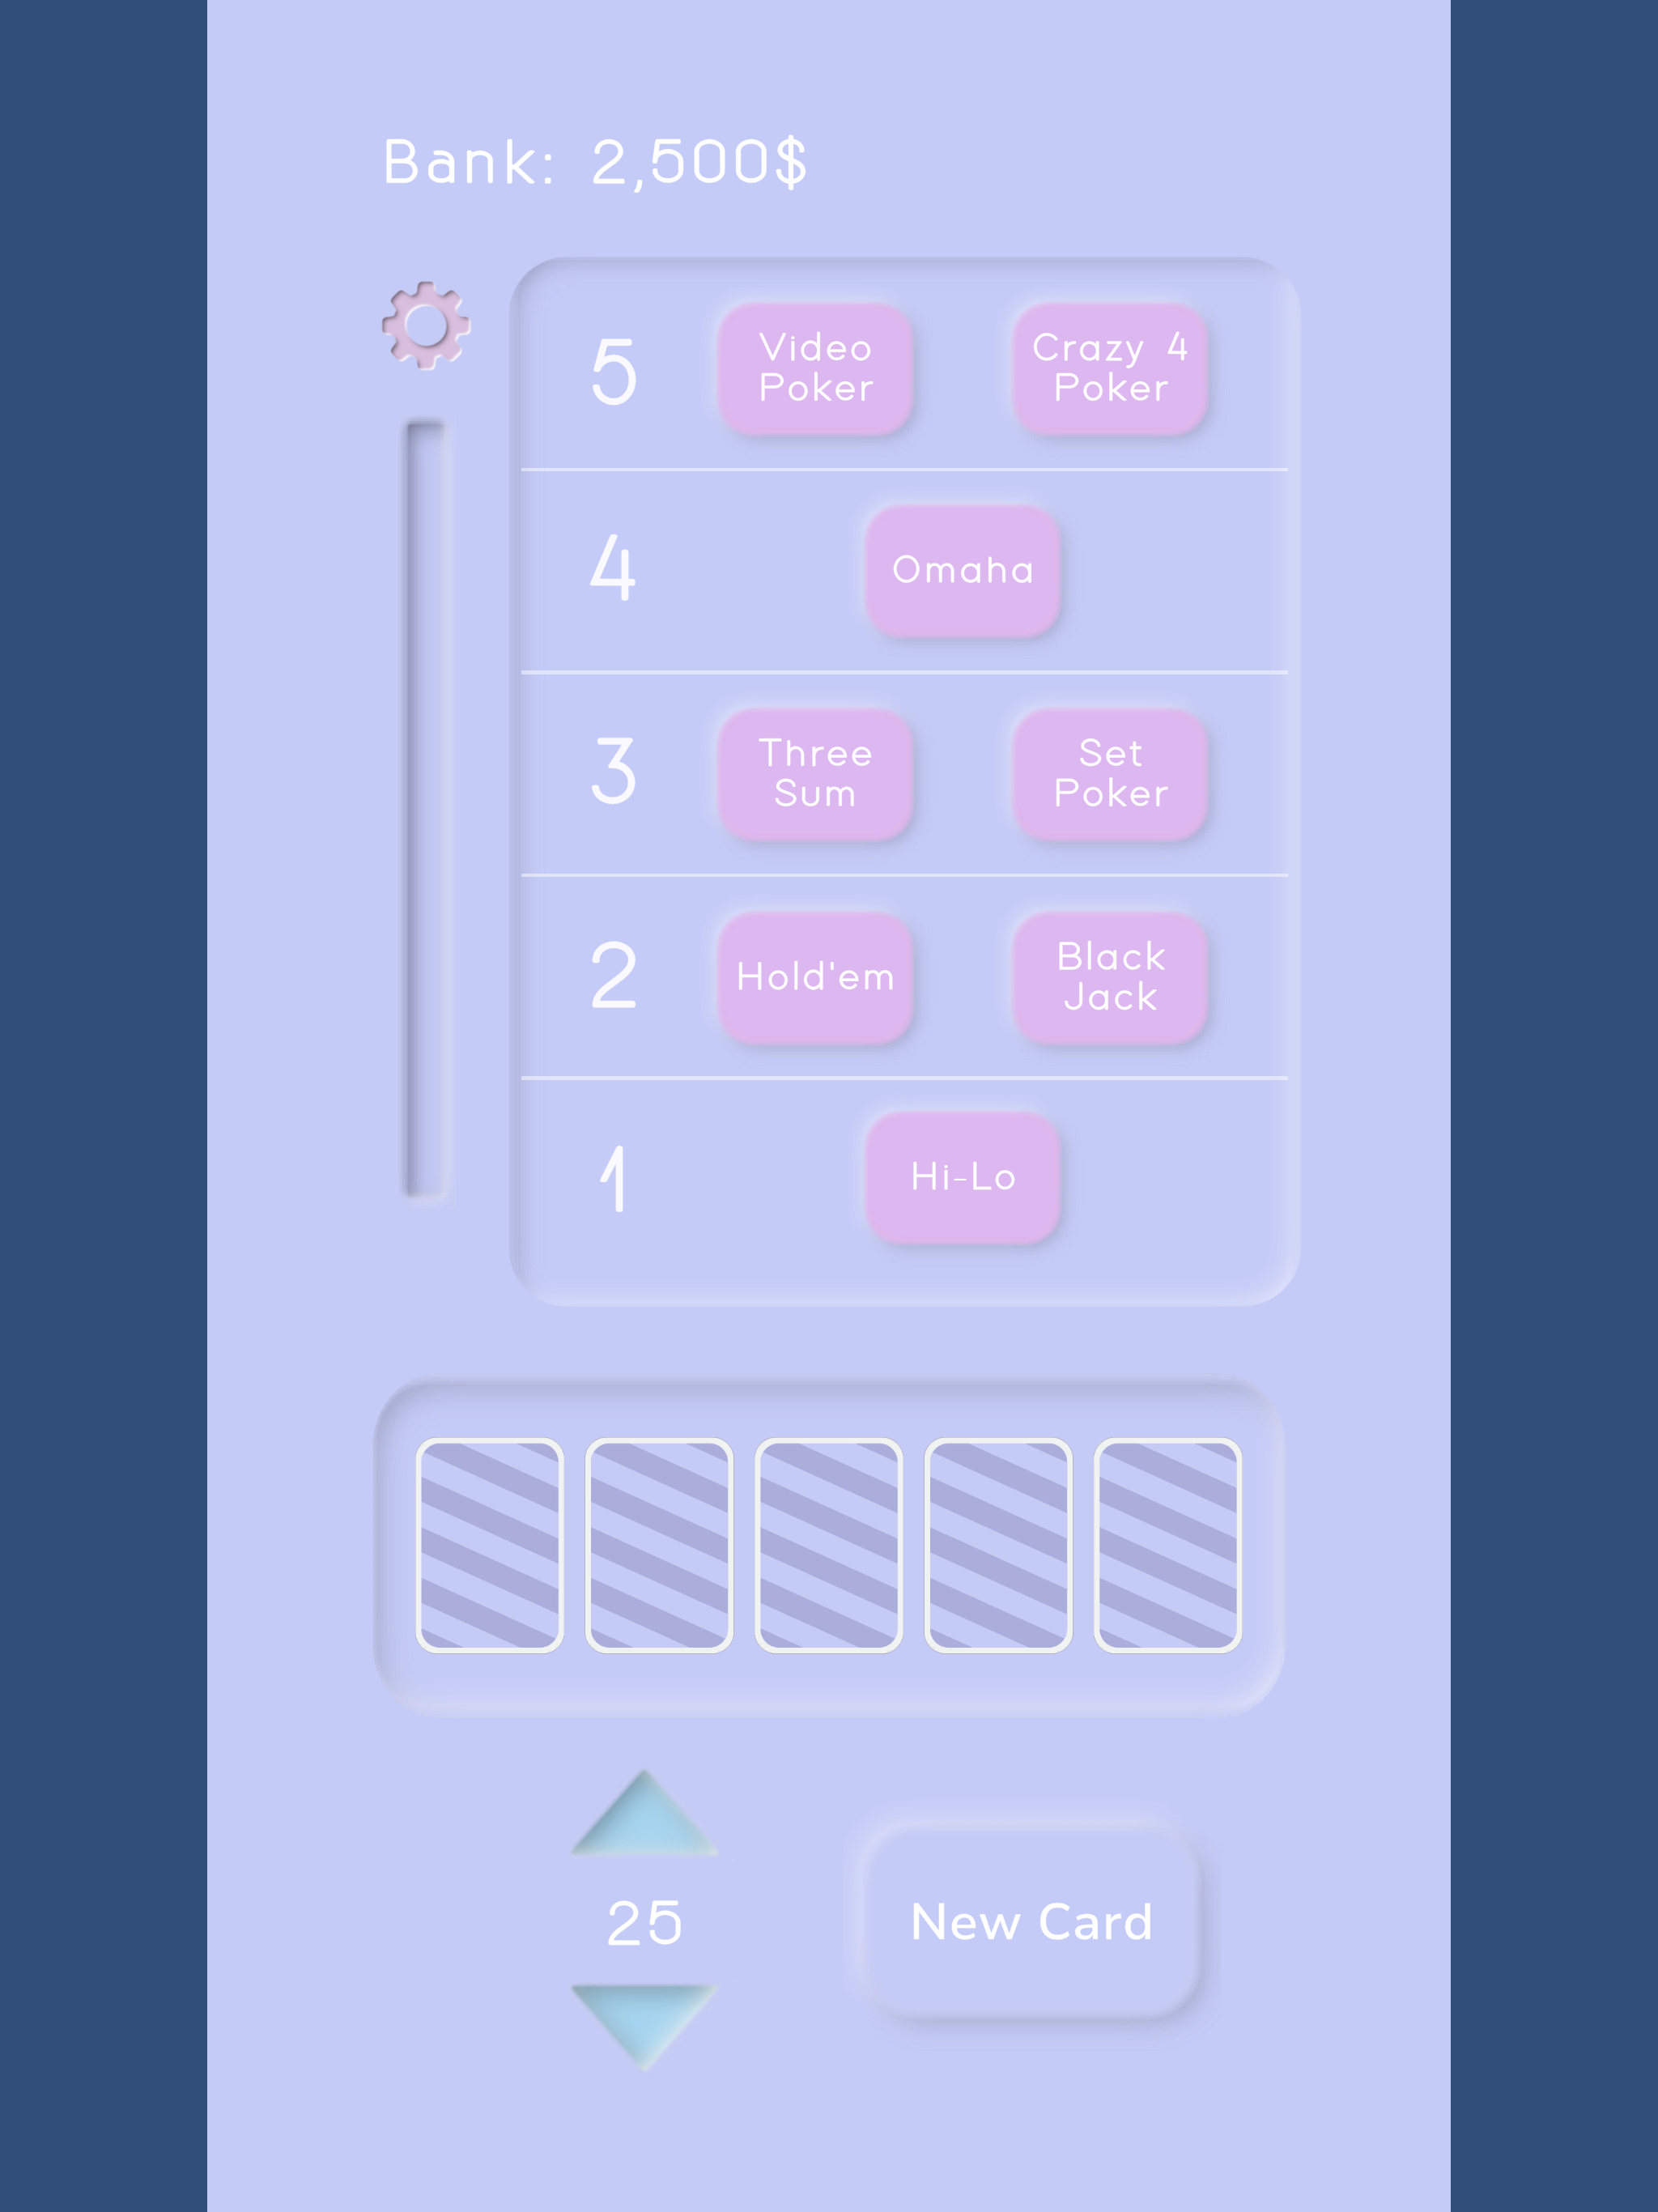 Bank: 2,500$
5
Video
Poker
Crazy 4
Poker
4
Omaha
3
Three
Sum
Set
Poker
2
Hold'em
Black
Jack
1
Hi-Lo
25
New Card